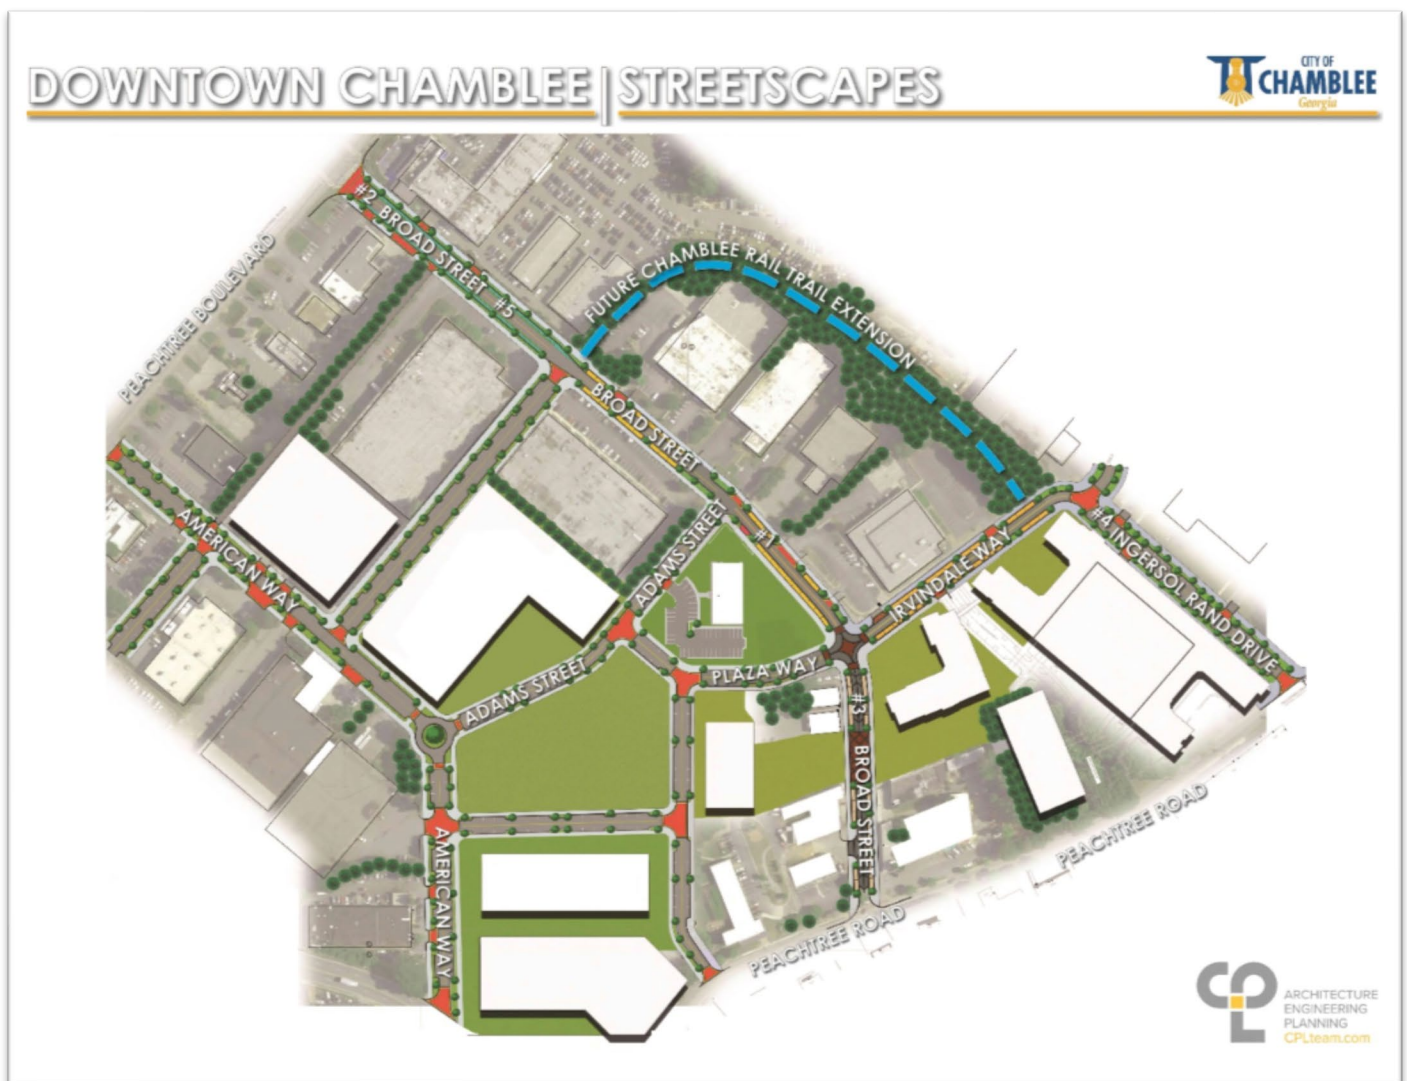 DOWNTOWN CHAMBLEE|STREETSCAPES
CITY OF
CHAMBLEE
Georgia
#2 BROAD STREET #5
PEACHTREE BOULEVARD
FUTURE CHAMBLEE RAIL TRAIL EXTENSION
BROAD STREET #1
AMERICAN WAY
ADAMS STREET
IRVINDALE WAY
#4 INGERSOL RAND DRIVE
ADAMS STREET
PLAZA WAY
#3 BROAD STREET
AMERICAN WAY
PEACHTREE ROAD
PEACHTREE ROAD
CPL
ARCHITECTURE
ENGINEERING
PLANNING
CPLteam.com